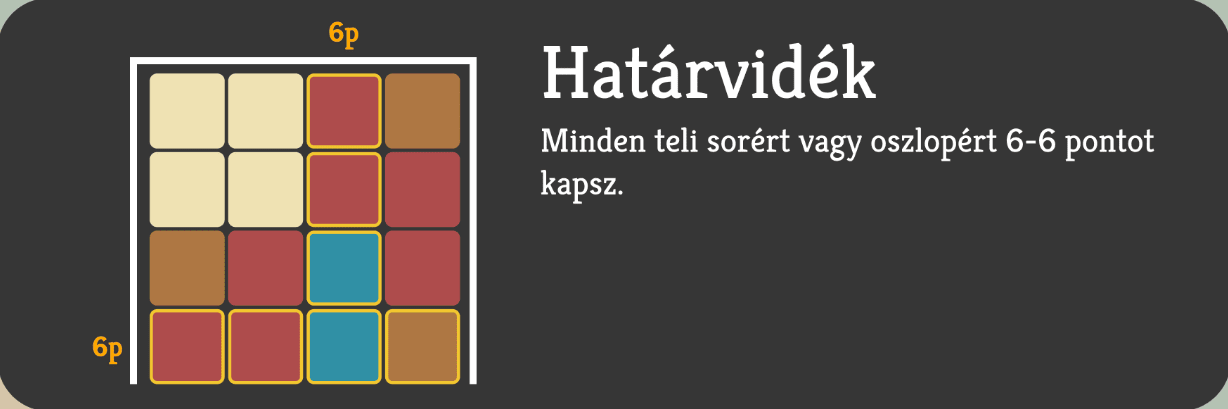 6p
Határvidék
Minden teli sorért vagy oszlopért 6-6 pontot
kapsz.
6p